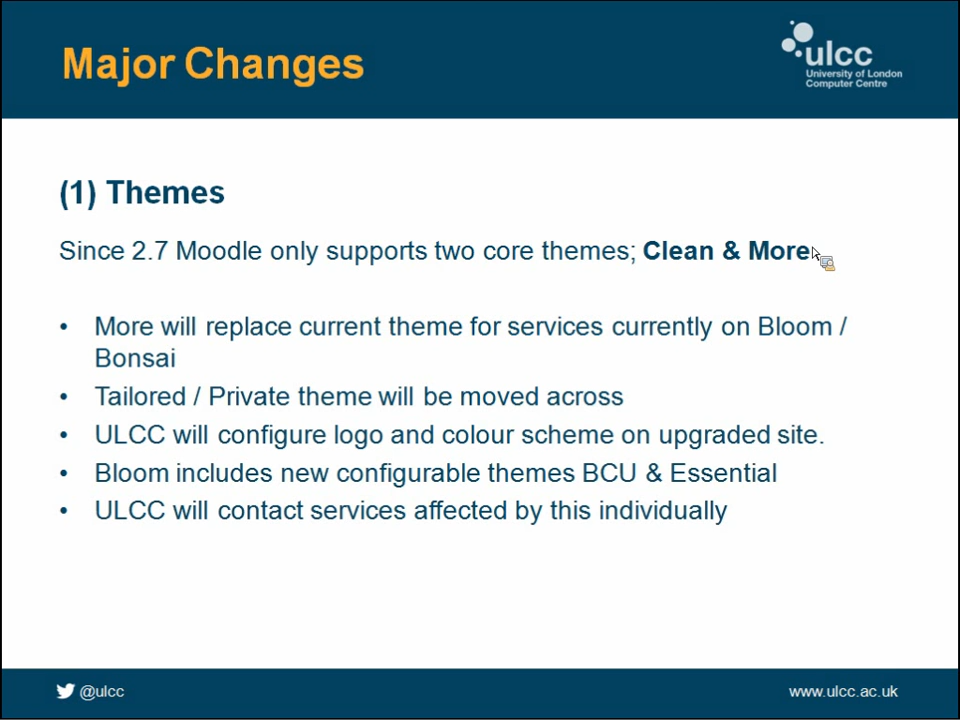 Major Changes
ulcc
University of London
Computer Centre
(1) Themes
Since 2.7 Moodle only supports two core themes; Clean & More
• More will replace current theme for services currently on Bloom /
Bonsai
• Tailored / Private theme will be moved across
• ULCC will configure logo and colour scheme on upgraded site.
• Bloom includes new configurable themes BCU & Essential
• ULCC will contact services affected by this individually
@ulcc
www.ulcc.ac.uk